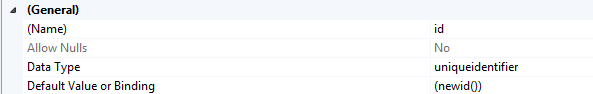 (General)
(Name) id
Allow Nulls No
Data Type uniqueidentifier
Default Value or Binding (newid())